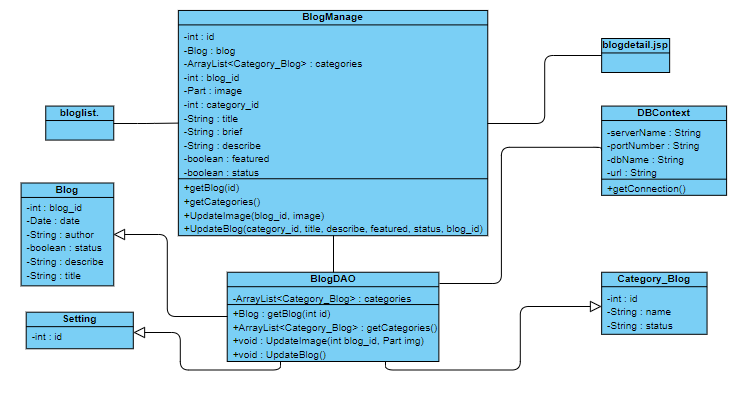 BlogManage
-int : id
-Blog : blog
-ArrayList<Category_Blog> : categories
-int : blog_id
-Part : image
-int : category_id
-String : title
-String : brief
-String : describe
-boolean : featured
-boolean : status
+getBlog(id)
+getCategories()
+UpdateImage(blog_id, image)
+UpdateBlog(category_id, title, describe, featured, status, blog_id)
blogdetail.jsp
bloglist.
DBContext
-serverName : String
-portNumber : String
-dbName : String
-url : String
+getConnection()
Blog
-int : blog_id
-Date : date
-String : author
-boolean : status
-String : describe
-String : title
BlogDAO
-ArrayList<Category_Blog> : categories
+Blog : getBlog(int id)
+ArrayList<Category_Blog> : getCategories()
+void : UpdateImage(int blog_id, Part img)
+void : UpdateBlog()
Category_Blog
-int : id
-String : name
-String : status
Setting
-int : id